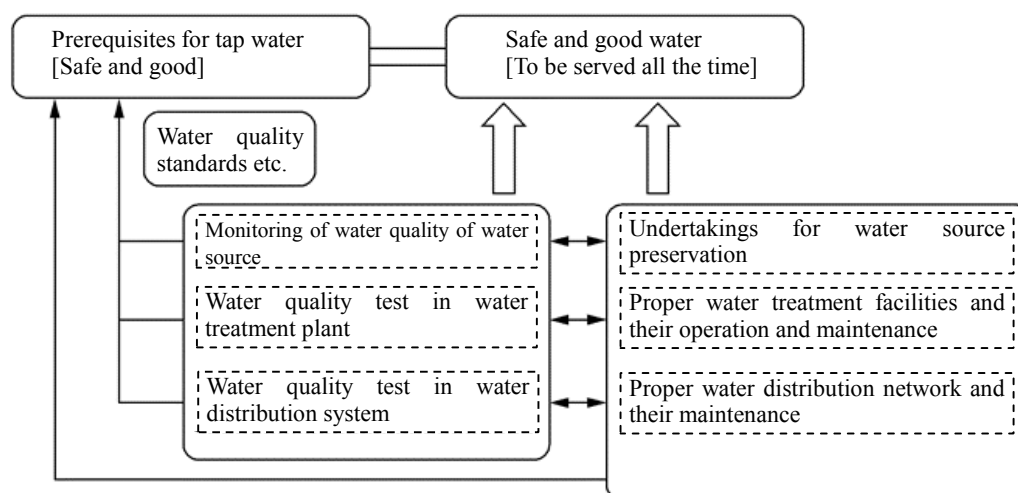 Prerequisites for tap water
[Safe and good]
Safe and good water
[To be served all the time]
Water quality
standards etc.
Monitoring of water quality of water
source
Undertakings for water source
preservation
Water quality test in water
treatment plant
Proper water treatment facilities and
their operation and maintenance
Water quality test in water
distribution system
Proper water distribution network and
their maintenance